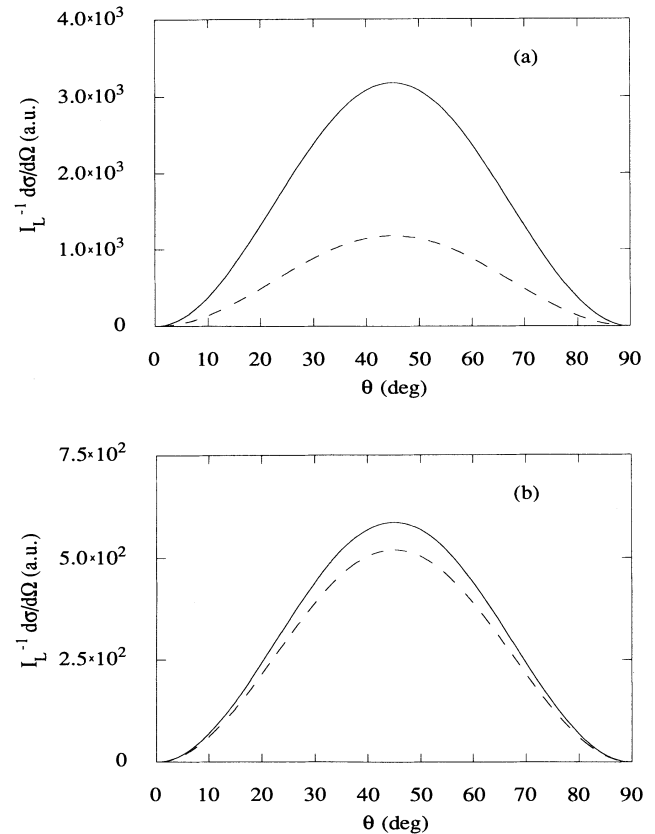 4.0×10³
(a)
3.0×10³
2.0×10³
1.0×10³
0
I_L⁻¹ dσ/dΩ (a.u.)
0 10 20 30 40 50 60 70 80 90
θ (deg)
7.5×10²
(b)
5.0×10²
2.5×10²
0
I_L⁻¹ dσ/dΩ (a.u.)
0 10 20 30 40 50 60 70 80 90
θ (deg)